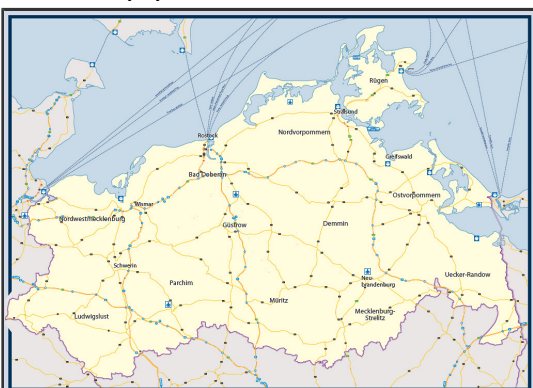 Rügen
Stralsund
Nordvorpommern
Rostock
Greifswald
Bad Doberan
Ostvorpommern
Wismar
Nordwestmecklenburg
Güstrow
Demmin
Schwerin
Uecker-Randow
Neu-
brandenburg
Parchim
Müritz
Ludwigslust
Mecklenburg-
Strelitz